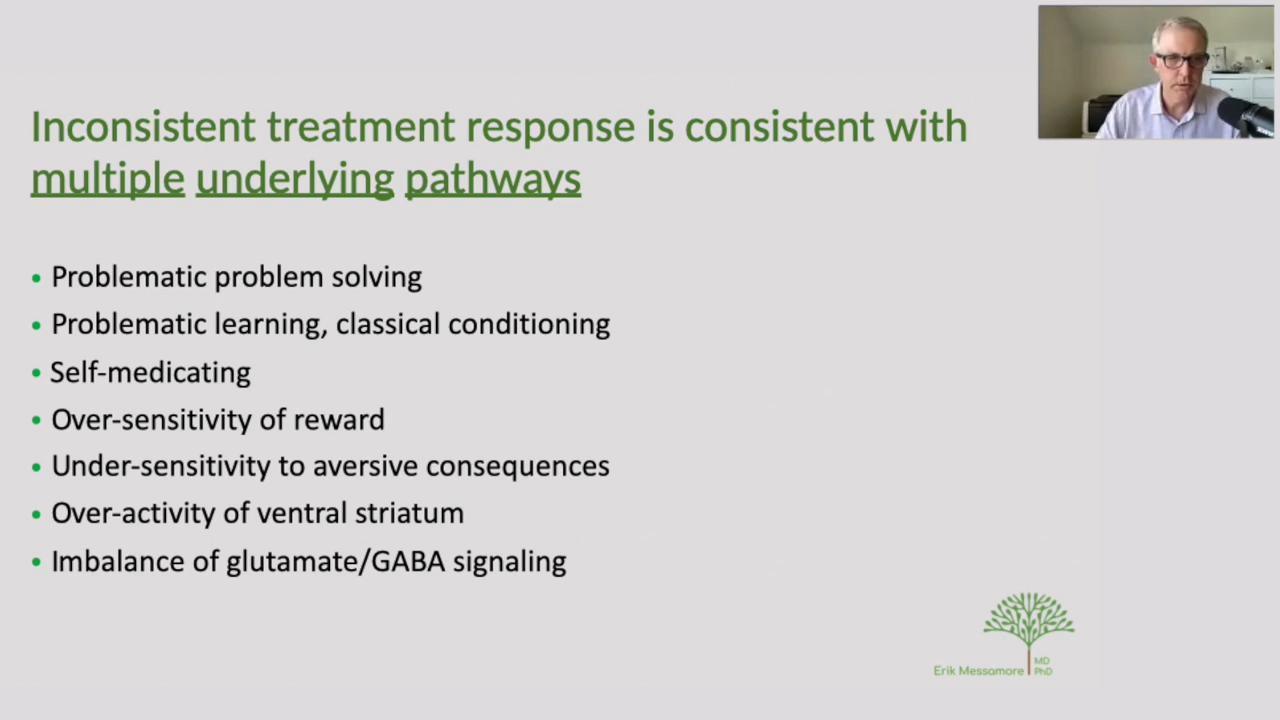 Inconsistent treatment response is consistent with
multiple underlying pathways
• Problematic problem solving
• Problematic learning, classical conditioning
• Self-medicating
• Over-sensitivity of reward
• Under-sensitivity to aversive consequences
• Over-activity of ventral striatum
• Imbalance of glutamate/GABA signaling
Erik Messamore MD PhD